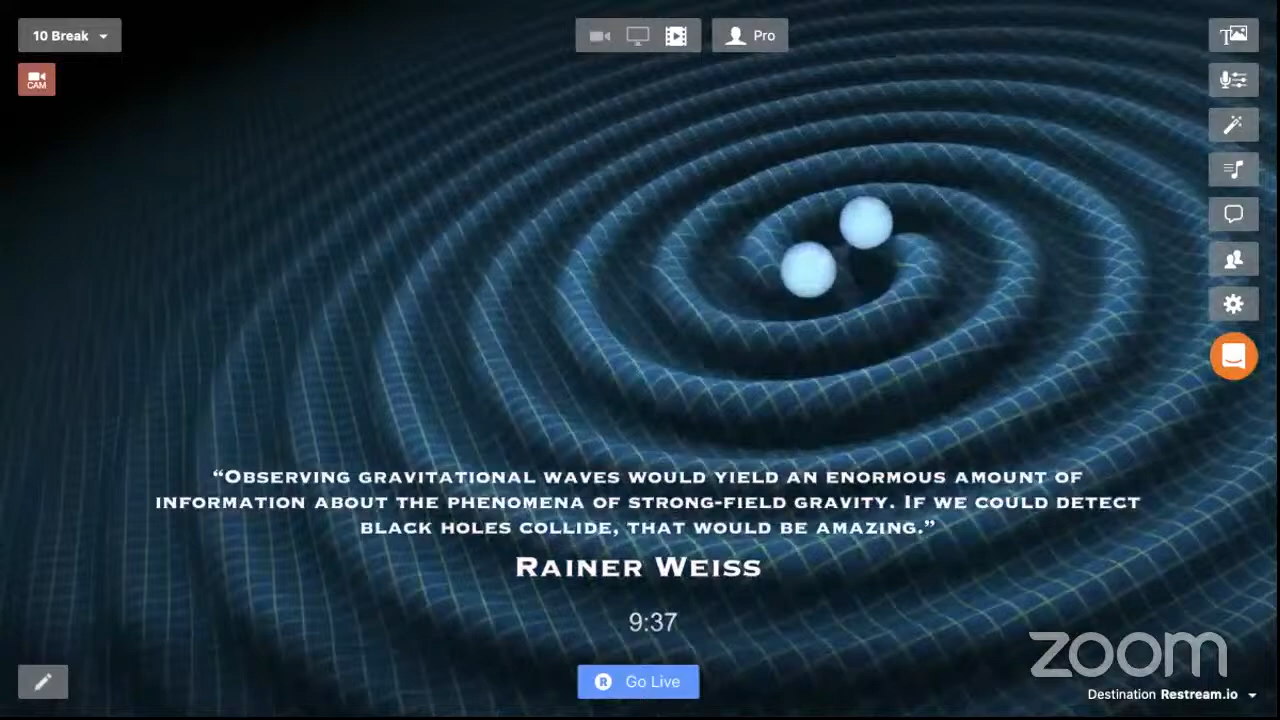 10 Break
Pro
CAM
T
“OBSERVING GRAVITATIONAL WAVES WOULD YIELD AN ENORMOUS AMOUNT OF
INFORMATION ABOUT THE PHENOMENA OF STRONG-FIELD GRAVITY. IF WE COULD DETECT
BLACK HOLES COLLIDE, THAT WOULD BE AMAZING.”
RAINER WEISS
9:37
R Go Live
zoom
Destination Restream.io